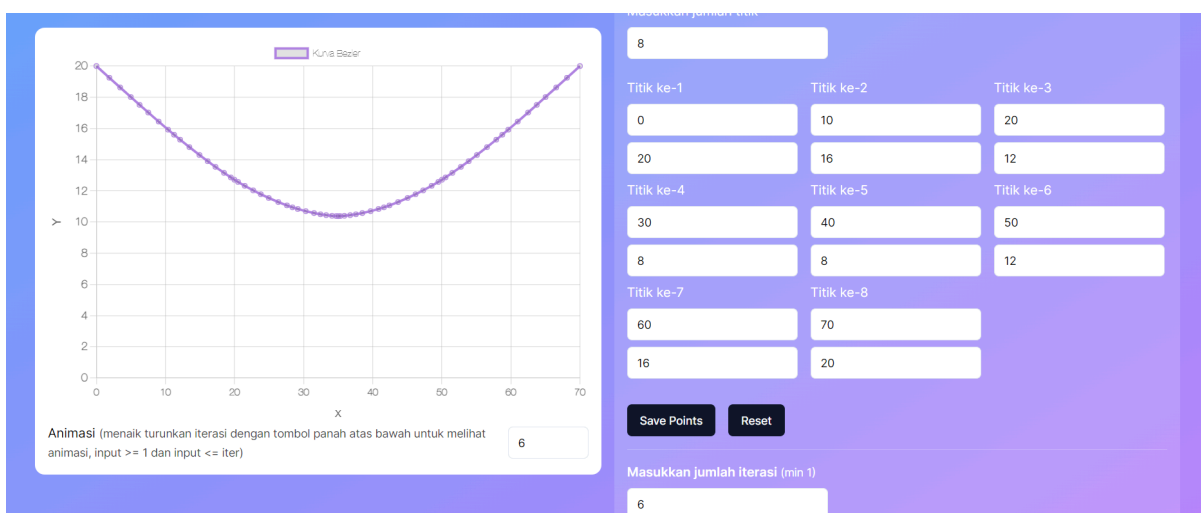 Kurva Bezier
20
18
16
14
12
10
8
6
4
2
0
Y
0 10 20 30 40 50 60 70
X
Animasi (menaik turunkan iterasi dengan tombol panah atas bawah untuk melihat
animasi, input >= 1 dan input <= iter)
6
Masukkan jumlah titik
8
Titik ke-1 Titik ke-2 Titik ke-3
0 10 20
20 16 12
Titik ke-4 Titik ke-5 Titik ke-6
30 40 50
8 8 12
Titik ke-7 Titik ke-8
60 70
16 20
Save Points Reset
Masukkan jumlah iterasi (min 1)
6